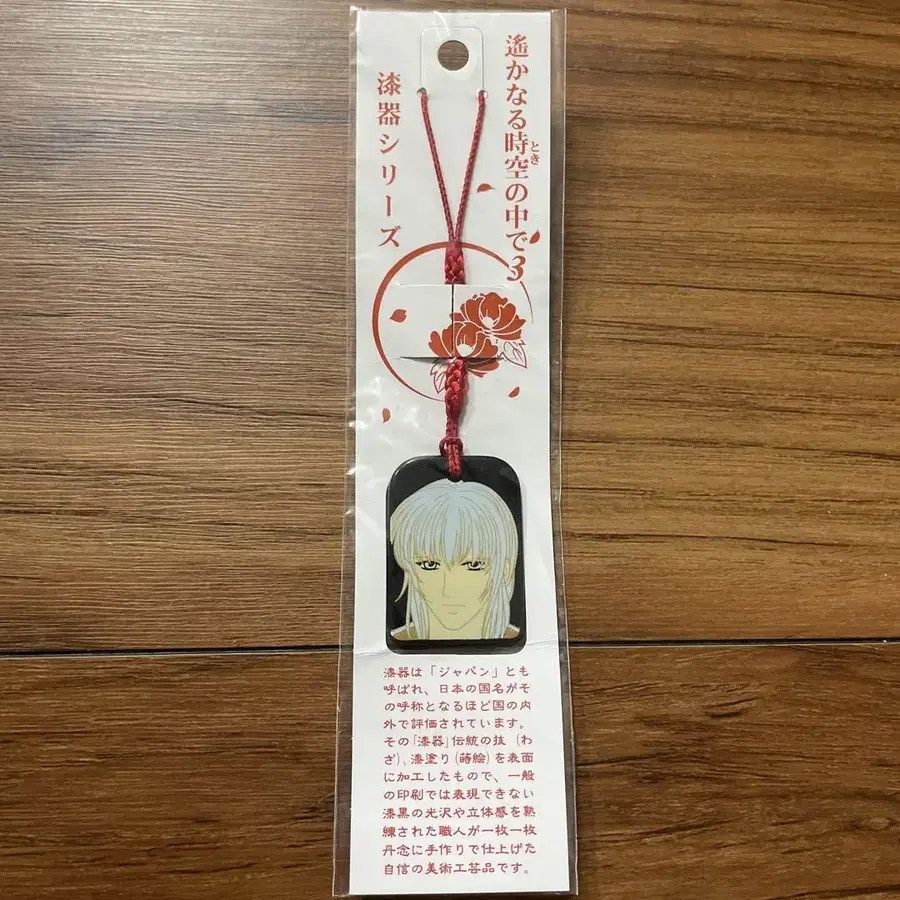 遙かなる時空の中で3
とき
漆器シリーズ
漆器は「ジャパン」とも
呼ばれ、日本の国名がそ
の呼称となるほど国の内
外で評価されています。
その「漆器」伝統の技（わ
ざ）,漆塗り(蒔絵)を表面
に加工したもので、一般
の印刷では表現できない
漆黒の光沢や立体感を熟
練された職人が一枚一枚
丹念に手作りで仕上げた
自信の美術工芸品です。